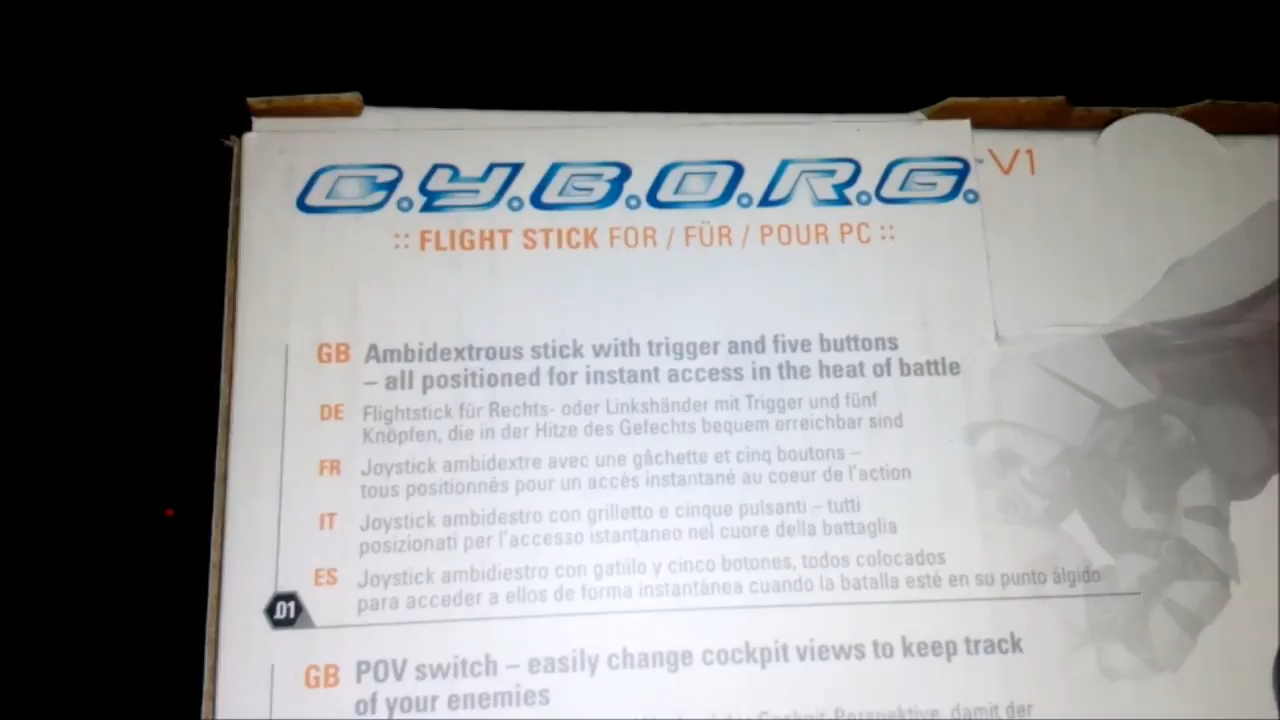 C.Y.B.O.R.G. V1
:: FLIGHT STICK FOR / FÜR / POUR PC ::
GB Ambidextrous stick with trigger and five buttons
– all positioned for instant access in the heat of battle
DE Flightstick für Rechts- oder Linkshänder mit Trigger und fünf
Knöpfen, die in der Hitze des Gefechts bequem erreichbar sind
FR Joystick ambidextre avec une gâchette et cinq boutons –
tous positionnés pour un accès instantané au coeur de l'action
IT Joystick ambidestro con grilletto e cinque pulsanti – tutti
posizionati per l'accesso istantaneo nel cuore della battaglia
ES Joystick ambidiestro con gatillo y cinco botones, todos colocados
para acceder a ellos de forma instantánea cuando la batalla esté en su punto álgido
.01
GB POV switch – easily change cockpit views to keep track
of your enemies
Cockpit Perspektive, damit der